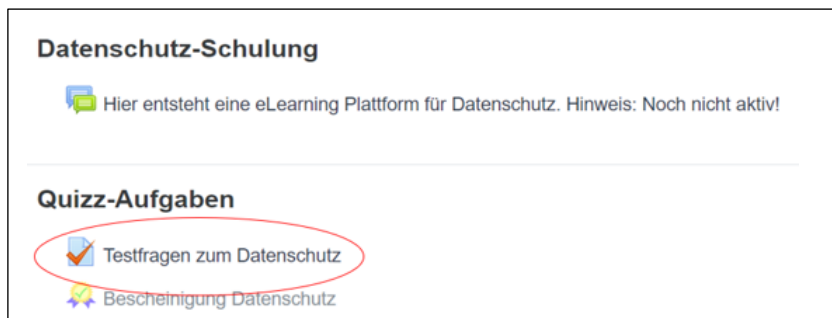 Datenschutz-Schulung
Hier entsteht eine eLearning Plattform für Datenschutz. Hinweis: Noch nicht aktiv!
Quizz-Aufgaben
Testfragen zum Datenschutz
Bescheinigung Datenschutz